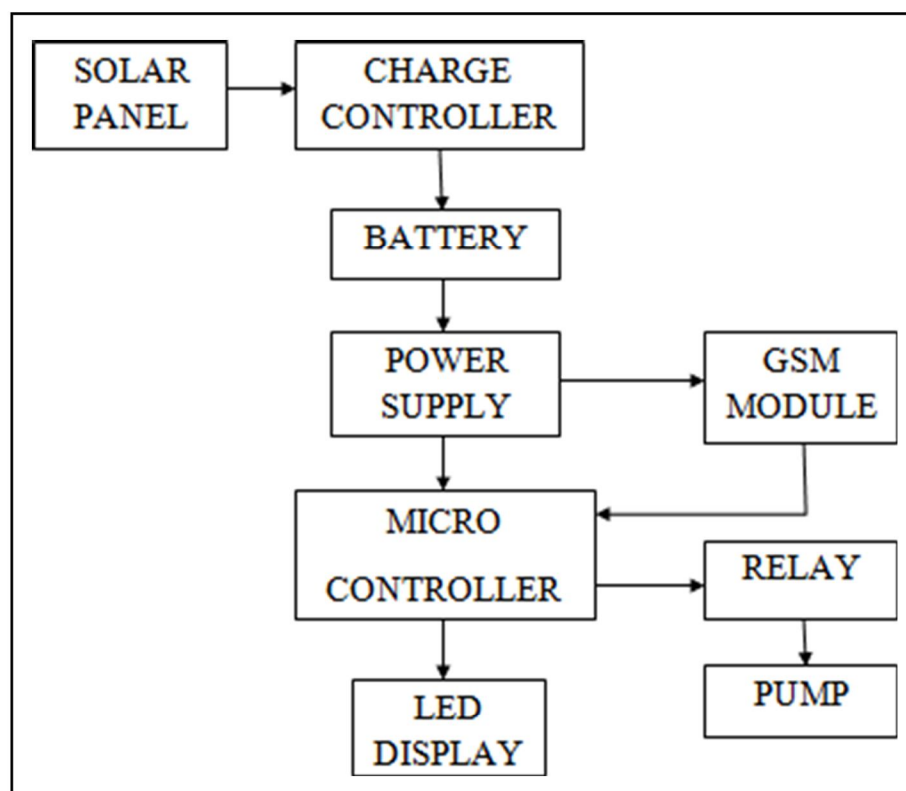 SOLAR
PANEL
CHARGE
CONTROLLER
BATTERY
POWER
SUPPLY
GSM
MODULE
MICRO
CONTROLLER
RELAY
PUMP
LED
DISPLAY